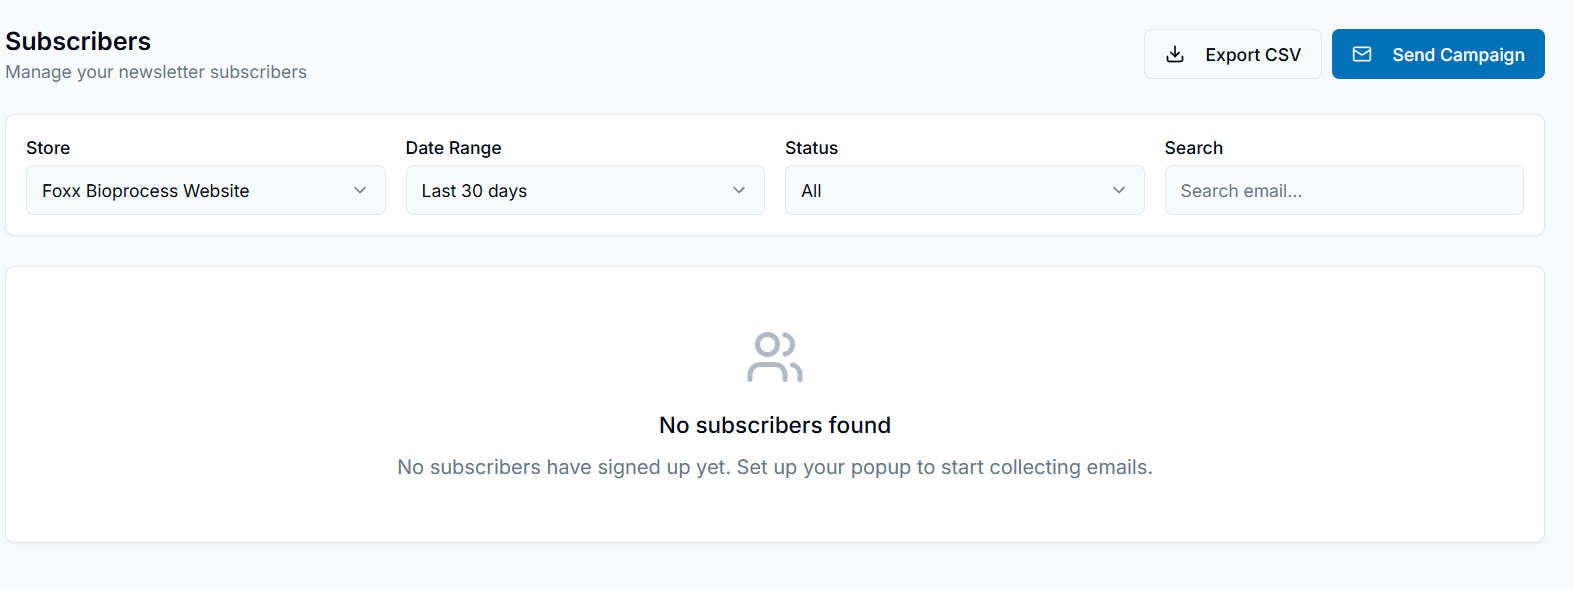 Subscribers
Manage your newsletter subscribers
Export CSV
Send Campaign
Store
Date Range
Status
Search
Foxx Bioprocess Website
Last 30 days
All
Search email...
No subscribers found
No subscribers have signed up yet. Set up your popup to start collecting emails.